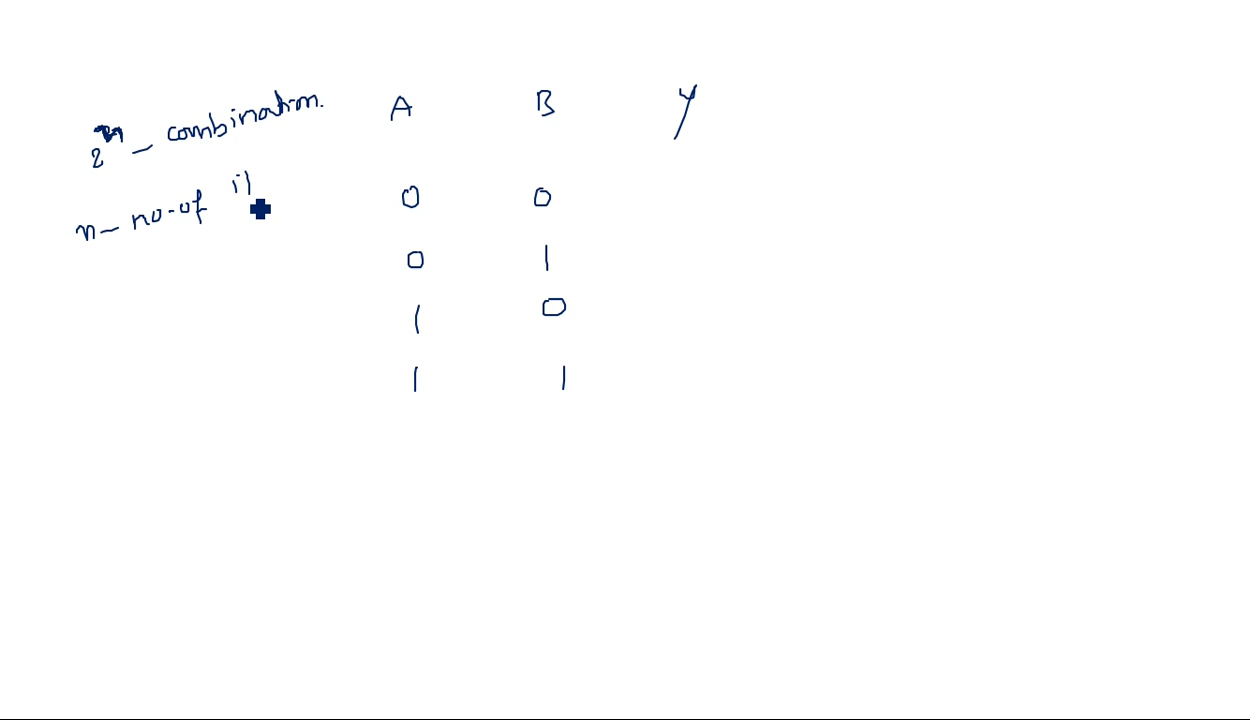 2ⁿ – combination. A B Y
n – no. of i/
0 0
0 1
1 0
1 1